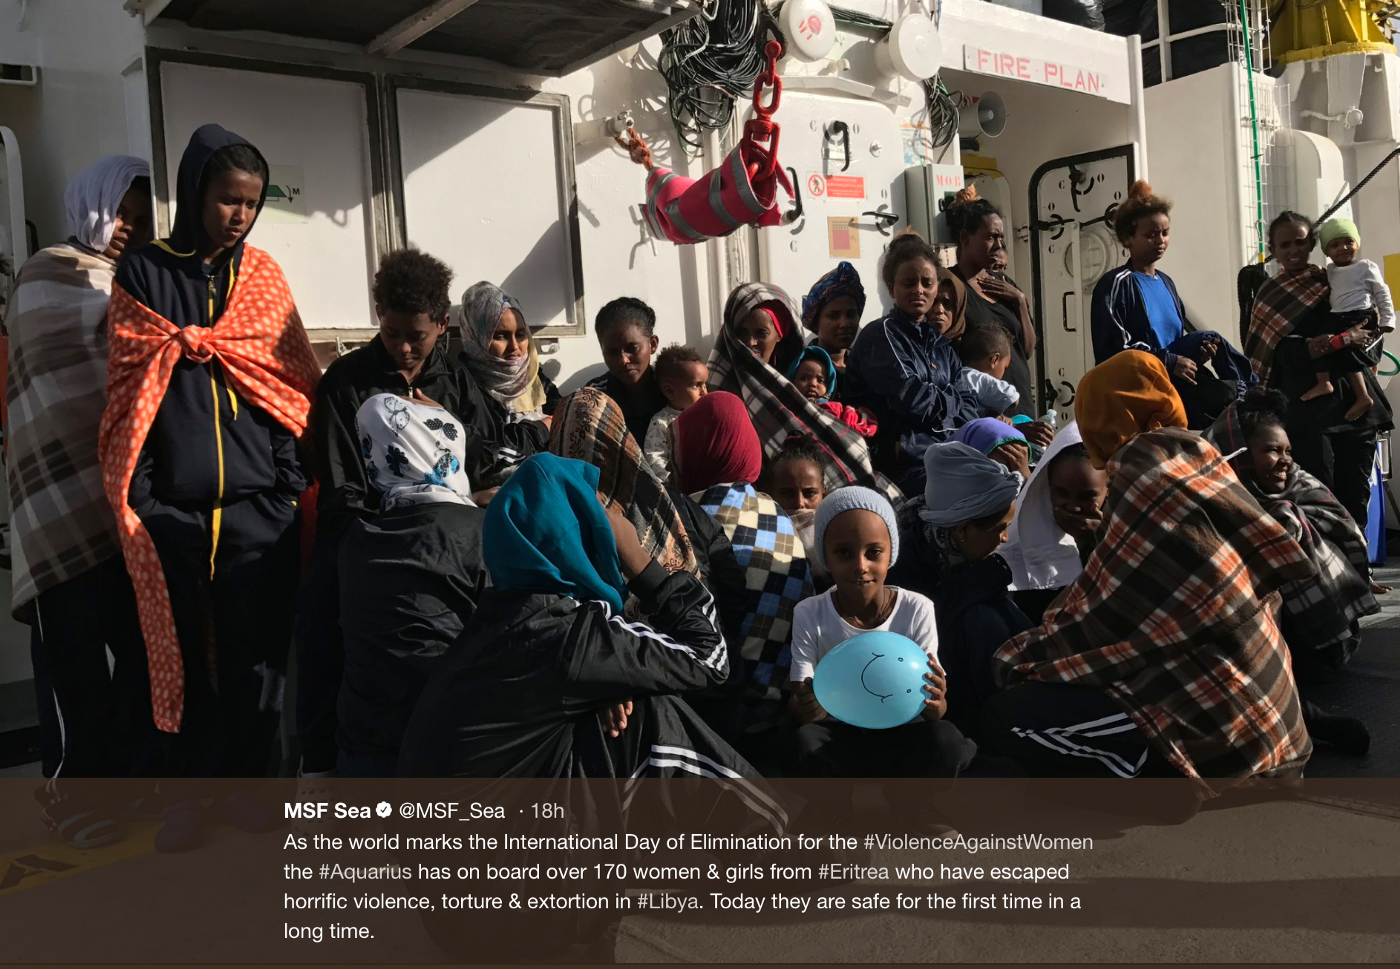 FIRE PLAN
MOB
M
MSF Sea @MSF_Sea · 18h
As the world marks the International Day of Elimination for the #ViolenceAgainstWomen
the #Aquarius has on board over 170 women & girls from #Eritrea who have escaped
horrific violence, torture & extortion in #Libya. Today they are safe for the first time in a
long time.